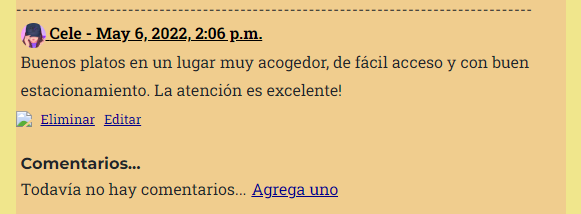 Cele - May 6, 2022, 2:06 p.m.
Buenos platos en un lugar muy acogedor, de fácil acceso y con buen
estacionamiento. La atención es excelente!
Eliminar Editar
Comentarios...
Todavía no hay comentarios... Agrega uno